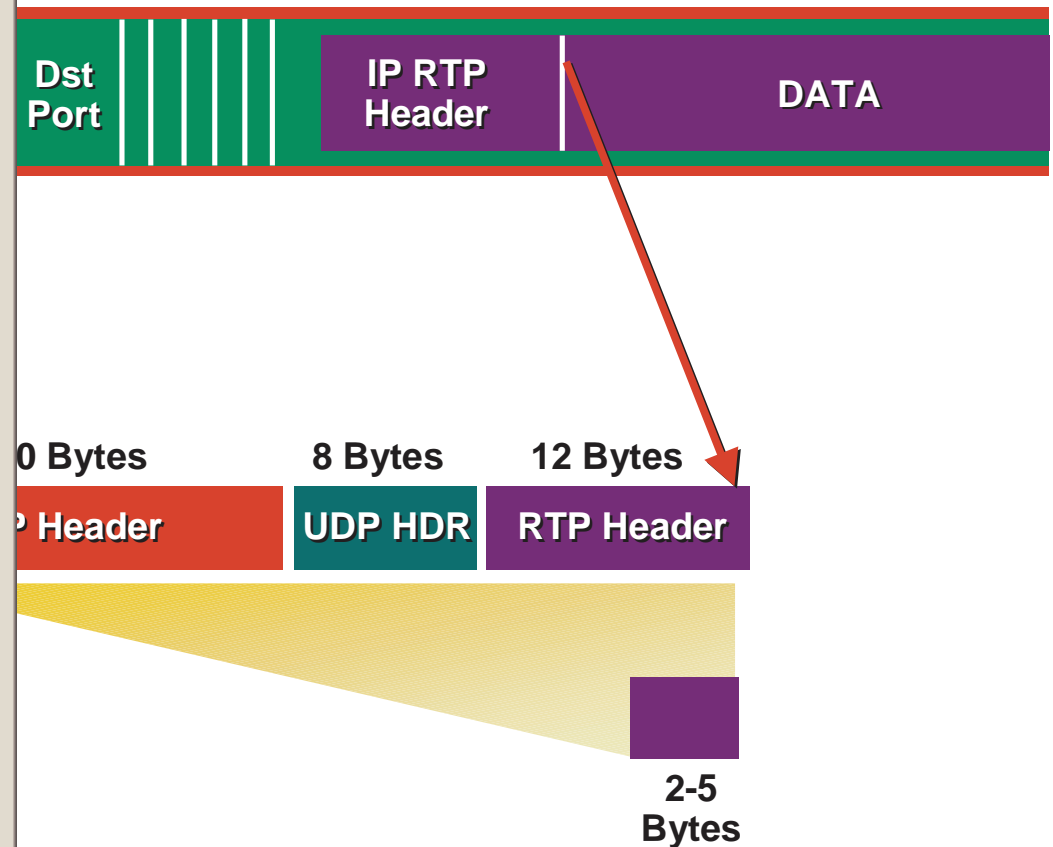 Dst
Port
IP RTP
Header
DATA
0 Bytes
8 Bytes
12 Bytes
P Header
UDP HDR
RTP Header
2-5
Bytes